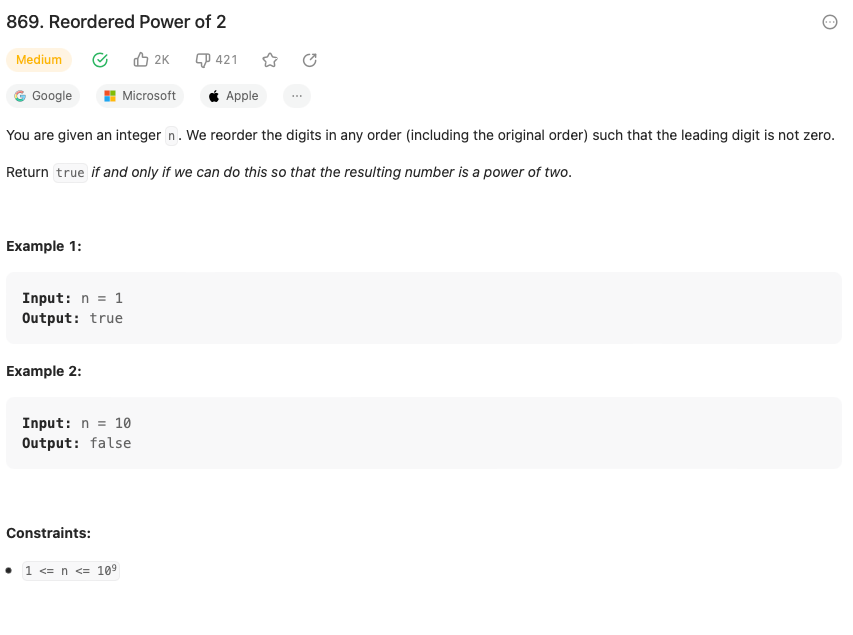 869. Reordered Power of 2
Medium 2K 421
Google Microsoft Apple ...
You are given an integer n. We reorder the digits in any order (including the original order) such that the leading digit is not zero.
Return true if and only if we can do this so that the resulting number is a power of two.
Example 1:
Input: n = 1
Output: true
Example 2:
Input: n = 10
Output: false
Constraints:
• 1 <= n <= 10⁹